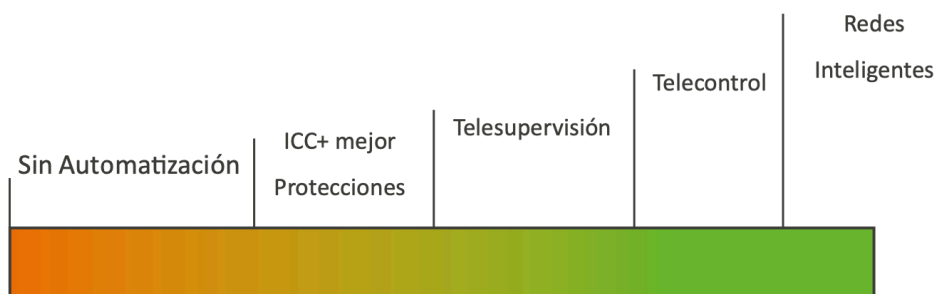 Sin Automatización
ICC+ mejor
Protecciones
Telesupervisión
Telecontrol
Redes
Inteligentes